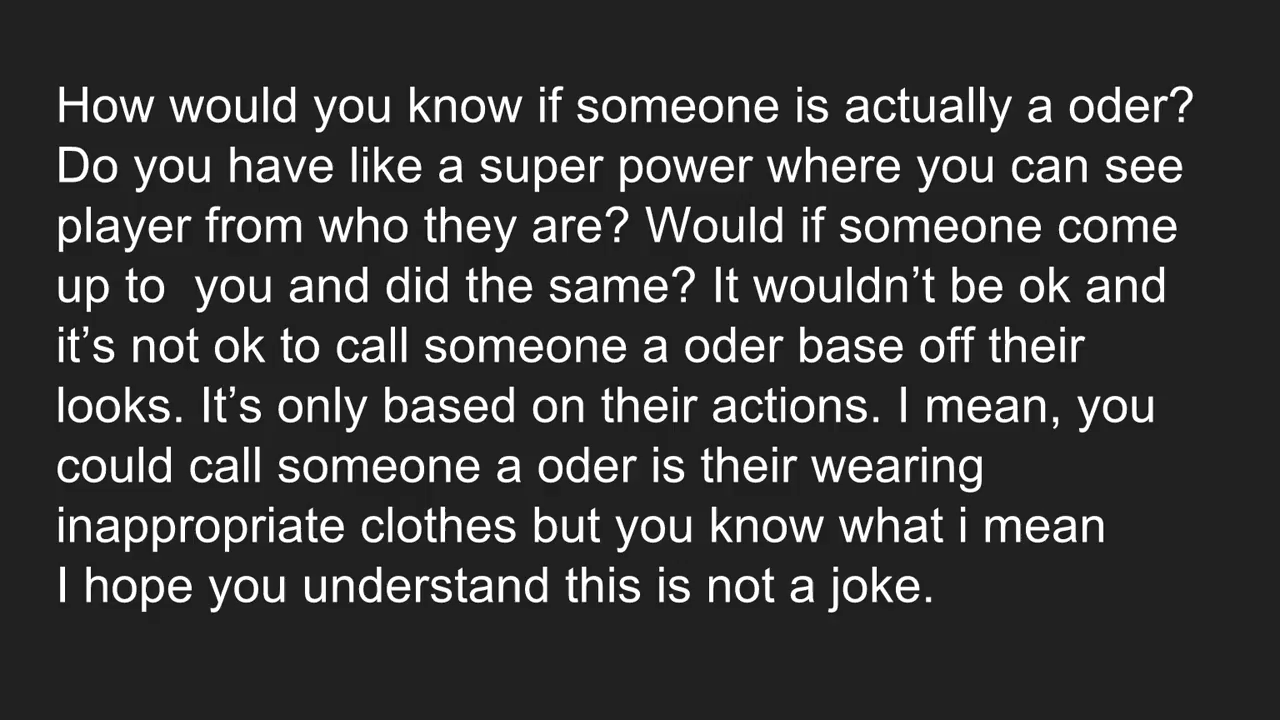 How would you know if someone is actually a oder?
Do you have like a super power where you can see
player from who they are? Would if someone come
up to  you and did the same? It wouldn’t be ok and
it’s not ok to call someone a oder base off their
looks. It’s only based on their actions. I mean, you
could call someone a oder is their wearing
inappropriate clothes but you know what i mean
I hope you understand this is not a joke.